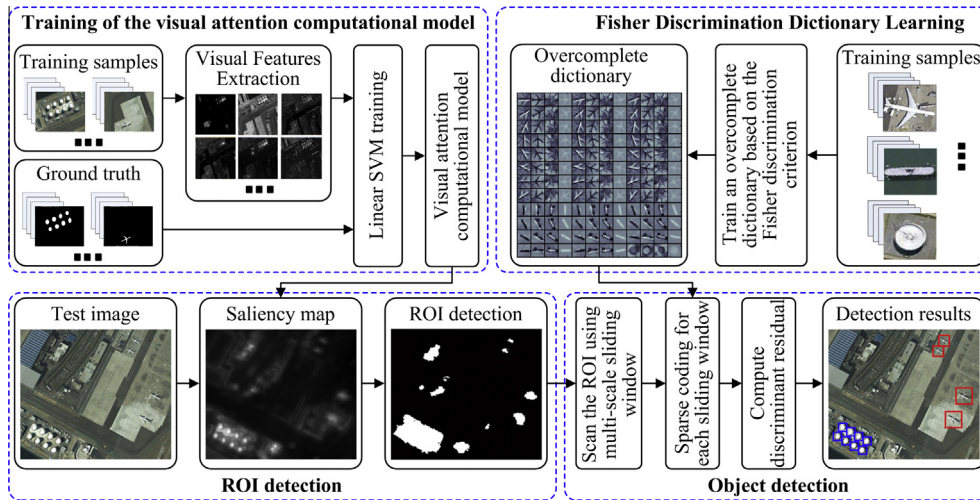 Training of the visual attention computational model
Training samples
Visual Features
Extraction
Ground truth
Linear SVM training
Visual attention
computational model
Fisher Discrimination Dictionary Learning
Overcomplete
dictionary
Train an overcomplete
dictionary based on the
Fisher discrimination
criterion
Training samples
Test image
Saliency map
ROI detection
ROI detection
Scan the ROI using
multi-scale sliding
window
Sparse coding for
each sliding window
Compute
discriminant residual
Detection results
Object detection